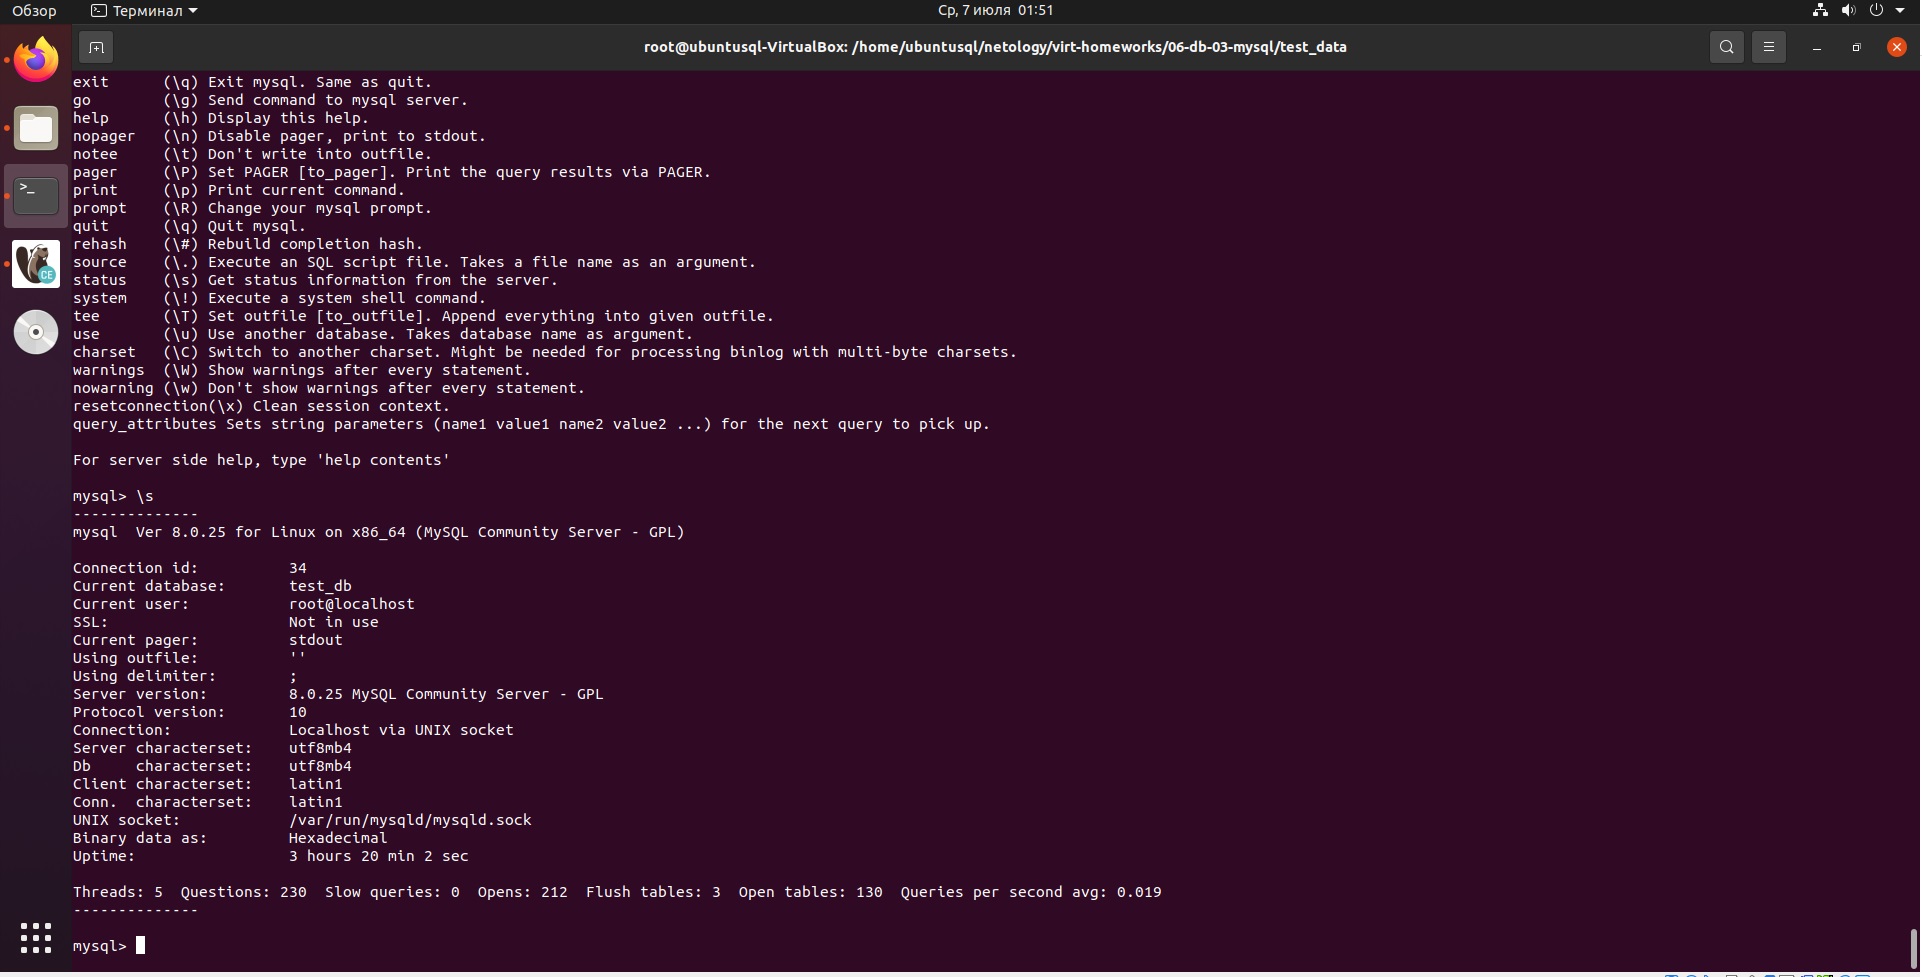 Обзор Терминал Ср, 7 июля 01:51
root@ubuntusql-VirtualBox: /home/ubuntusql/netology/virt-homeworks/06-db-03-mysql/test_data
exit      (\q) Exit mysql. Same as quit.
go        (\g) Send command to mysql server.
help      (\h) Display this help.
nopager   (\n) Disable pager, print to stdout.
notee     (\t) Don't write into outfile.
pager     (\P) Set PAGER [to_pager]. Print the query results via PAGER.
print     (\p) Print current command.
prompt    (\R) Change your mysql prompt.
quit      (\q) Quit mysql.
rehash    (\#) Rebuild completion hash.
source    (\.) Execute an SQL script file. Takes a file name as an argument.
status    (\s) Get status information from the server.
system    (\!) Execute a system shell command.
tee       (\T) Set outfile [to_outfile]. Append everything into given outfile.
use       (\u) Use another database. Takes database name as argument.
charset   (\C) Switch to another charset. Might be needed for processing binlog with multi-byte charsets.
warnings  (\W) Show warnings after every statement.
nowarning (\w) Don't show warnings after every statement.
resetconnection(\x) Clean session context.
query_attributes Sets string parameters (name1 value1 name2 value2 ...) for the next query to pick up.
For server side help, type 'help contents'
mysql> \s
--------------
mysql  Ver 8.0.25 for Linux on x86_64 (MySQL Community Server - GPL)
Connection id:          34
Current database:       test_db
Current user:           root@localhost
SSL:                    Not in use
Current pager:          stdout
Using outfile:          ''
Using delimiter:        ;
Server version:         8.0.25 MySQL Community Server - GPL
Protocol version:       10
Connection:             Localhost via UNIX socket
Server characterset:    utf8mb4
Db     characterset:    utf8mb4
Client characterset:    latin1
Conn.  characterset:    latin1
UNIX socket:            /var/run/mysqld/mysqld.sock
Binary data as:         Hexadecimal
Uptime:                 3 hours 20 min 2 sec
Threads: 5  Questions: 230  Slow queries: 0  Opens: 212  Flush tables: 3  Open tables: 130  Queries per second avg: 0.019
--------------
mysql>
>_
CE